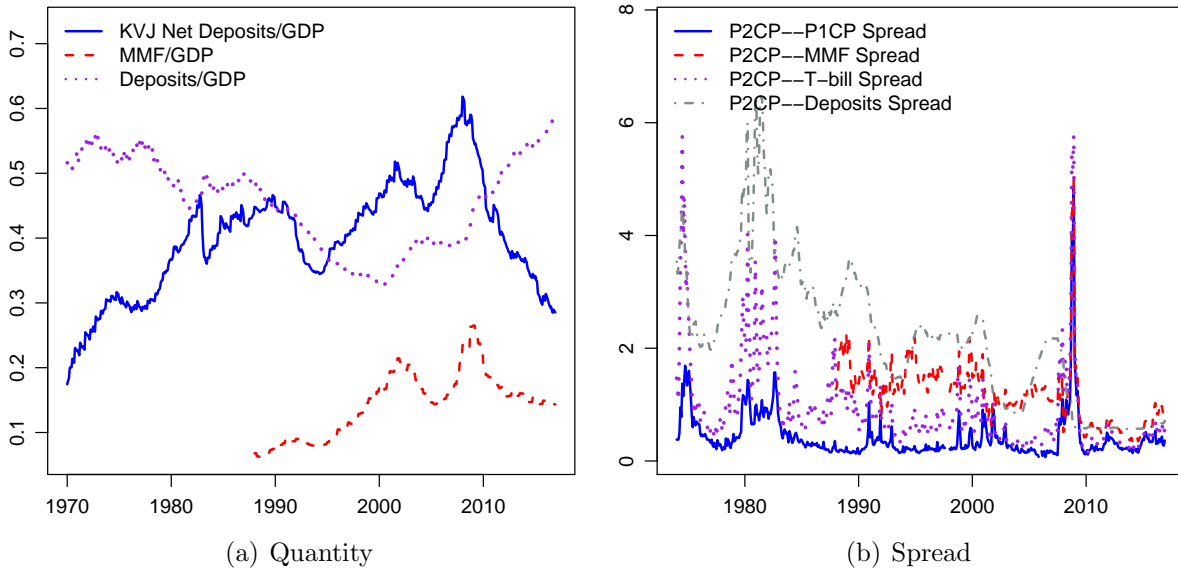 KVJ Net Deposits/GDP
MMF/GDP
Deposits/GDP
0.7
0.6
0.5
0.4
0.3
0.2
0.1
1970 1980 1990 2000 2010
(a) Quantity
P2CP--P1CP Spread
P2CP--MMF Spread
P2CP--T-bill Spread
P2CP--Deposits Spread
8
6
4
2
0
1980 1990 2000 2010
(b) Spread